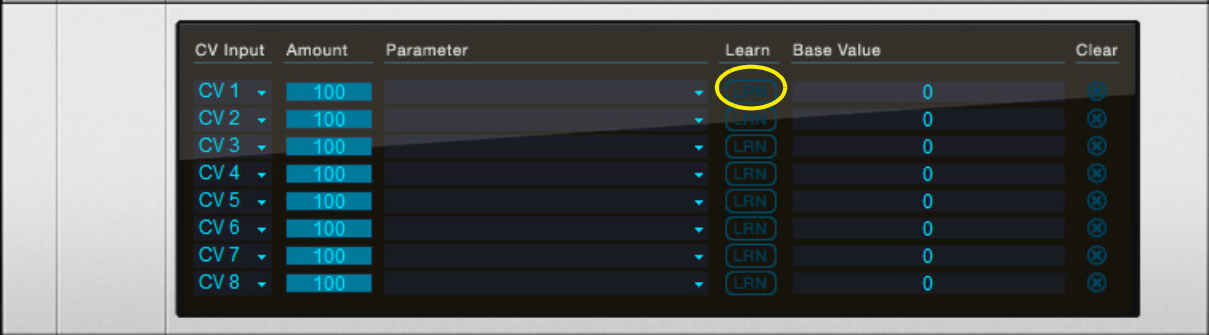 CV Input Amount Parameter Learn Base Value Clear
CV 1 100 LRN 0
CV 2 100 LRN 0
CV 3 100 LRN 0
CV 4 100 LRN 0
CV 5 100 LRN 0
CV 6 100 LRN 0
CV 7 100 LRN 0
CV 8 100 LRN 0